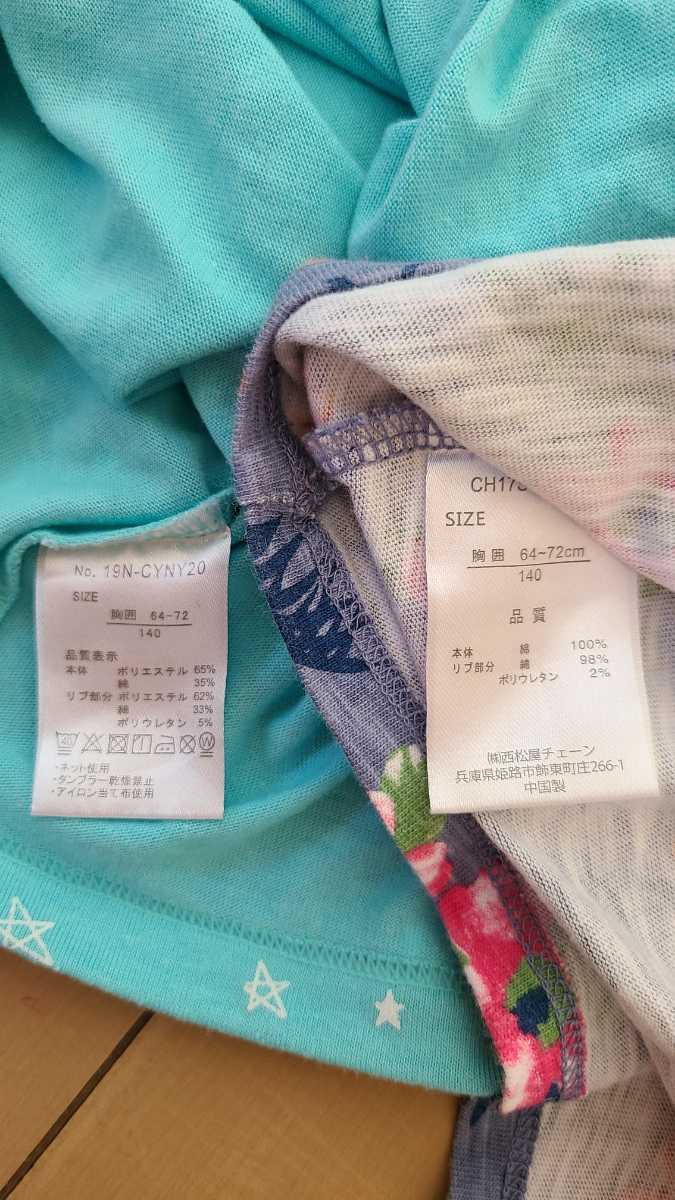 No. 19N-CYNY20
SIZE
胸囲 64-72
140
品質表示
本体 ポリエステル 65%
綿 35%
リブ部分 ポリエステル 62%
綿 33%
ポリウレタン 5%
・ネット使用
・タンブラー乾燥禁止
・アイロン当て布使用
SIZE
胸囲 64~72cm
140
品質
本体 綿 100%
リブ部分 綿 98%
ポリウレタン 2%
㈱西松屋チェーン
兵庫県姫路市飾東町庄266-1
中国製